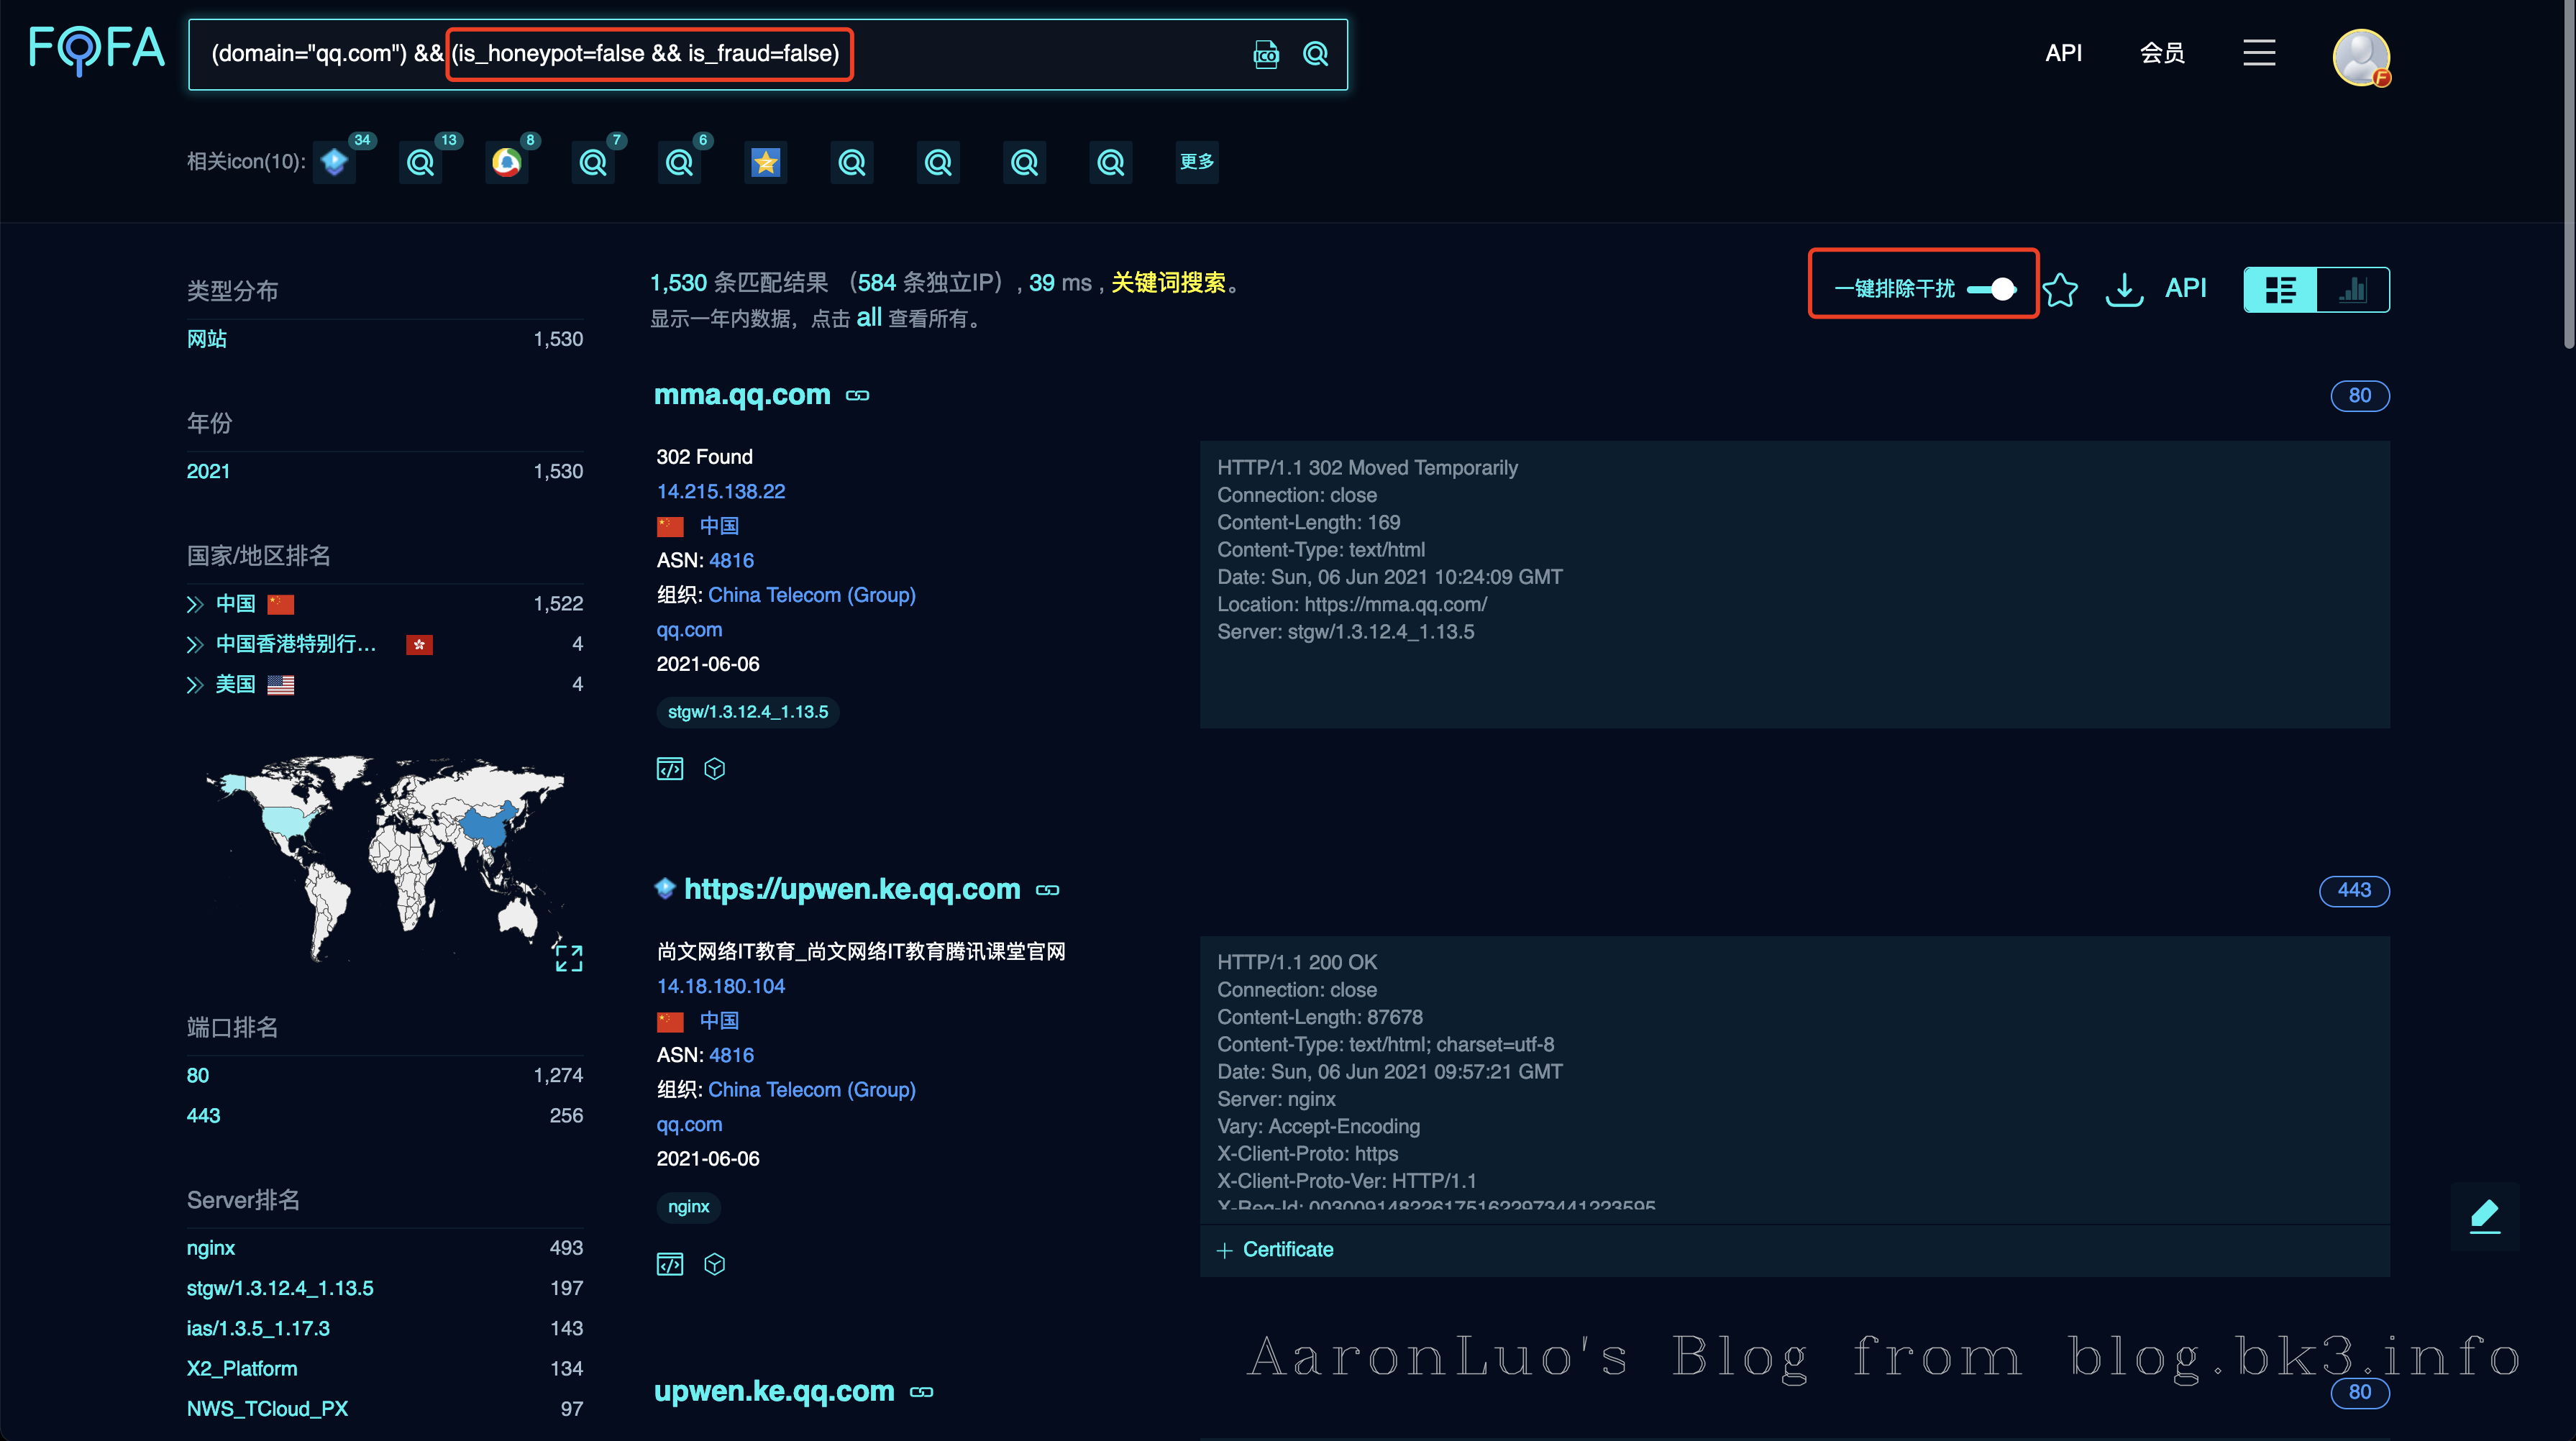 FOFA
(domain="qq.com") && (is_honeypot=false && is_fraud=false)
ICO
API
会员
F
相关icon(10):
34
13
8
7
6
更多
类型分布
网站 1,530
年份
2021 1,530
国家/地区排名
中国 1,522
中国香港特别行... 4
美国 4
端口排名
80 1,274
443 256
Server排名
nginx 493
stgw/1.3.12.4_1.13.5 197
ias/1.3.5_1.17.3 143
X2_Platform 134
NWS_TCloud_PX 97
1,530 条匹配结果 （584 条独立IP）, 39 ms , 关键词搜索。
显示一年内数据，点击 all 查看所有。
一键排除干扰
API
mma.qq.com
80
302 Found
14.215.138.22
中国
ASN: 4816
组织: China Telecom (Group)
qq.com
2021-06-06
stgw/1.3.12.4_1.13.5
HTTP/1.1 302 Moved Temporarily
Connection: close
Content-Length: 169
Content-Type: text/html
Date: Sun, 06 Jun 2021 10:24:09 GMT
Location: https://mma.qq.com/
Server: stgw/1.3.12.4_1.13.5
https://upwen.ke.qq.com
443
尚文网络IT教育_尚文网络IT教育腾讯课堂官网
14.18.180.104
中国
ASN: 4816
组织: China Telecom (Group)
qq.com
2021-06-06
nginx
HTTP/1.1 200 OK
Connection: close
Content-Length: 87678
Content-Type: text/html; charset=utf-8
Date: Sun, 06 Jun 2021 09:57:21 GMT
Server: nginx
Vary: Accept-Encoding
X-Client-Proto: https
X-Client-Proto-Ver: HTTP/1.1
X-Req-Id:
+ Certificate
upwen.ke.qq.com
80
AaronLuo's Blog from blog.bk3.info